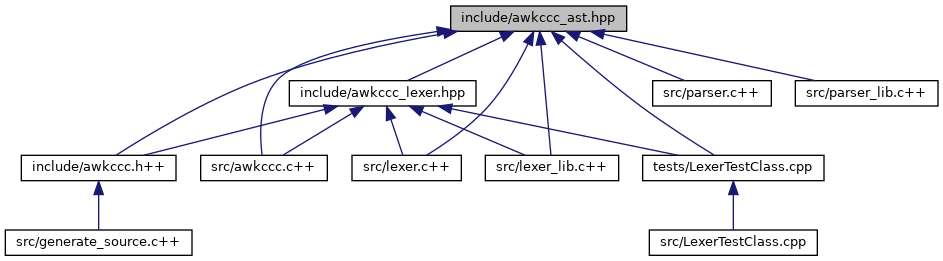 include/awkccc_ast.hpp
include/awkccc_lexer.hpp
src/parser.c++
src/parser_lib.c++
include/awkccc.h++
src/awkccc.c++
src/lexer.c++
src/lexer_lib.c++
tests/LexerTestClass.cpp
src/generate_source.c++
src/LexerTestClass.cpp